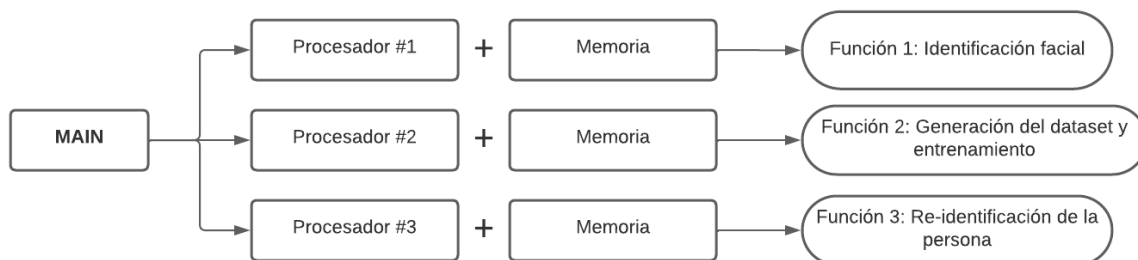 Procesador #1
+
Memoria
Función 1: Identificación facial
MAIN
Procesador #2
+
Memoria
Función 2: Generación del dataset y
entrenamiento
Procesador #3
+
Memoria
Función 3: Re-identificación de la
persona